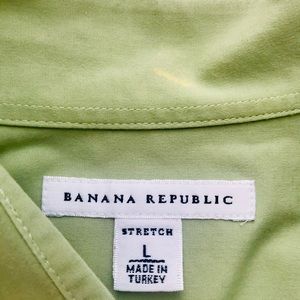 BANANA REPUBLIC
STRETCH
L
MADE IN
TURKEY